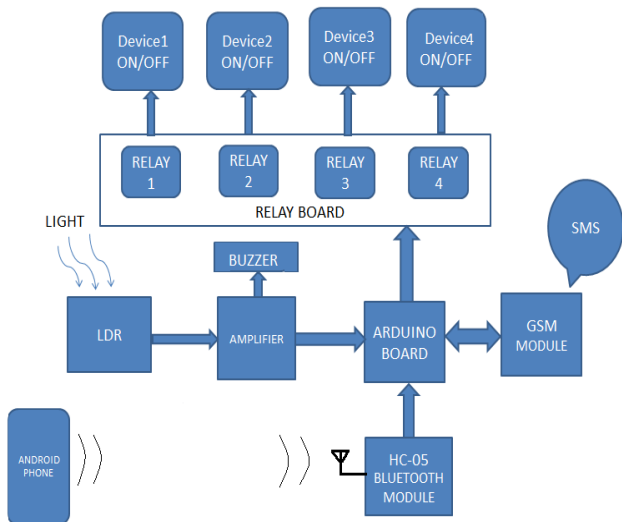 Device1
ON/OFF
Device2
ON/OFF
Device3
ON/OFF
Device4
ON/OFF
RELAY
1
RELAY
2
RELAY
3
RELAY
4
RELAY BOARD
LIGHT
SMS
BUZZER
LDR
AMPLIFIER
ARDUINO
BOARD
GSM
MODULE
ANDROID
PHONE
HC-05
BLUETOOTH
MODULE